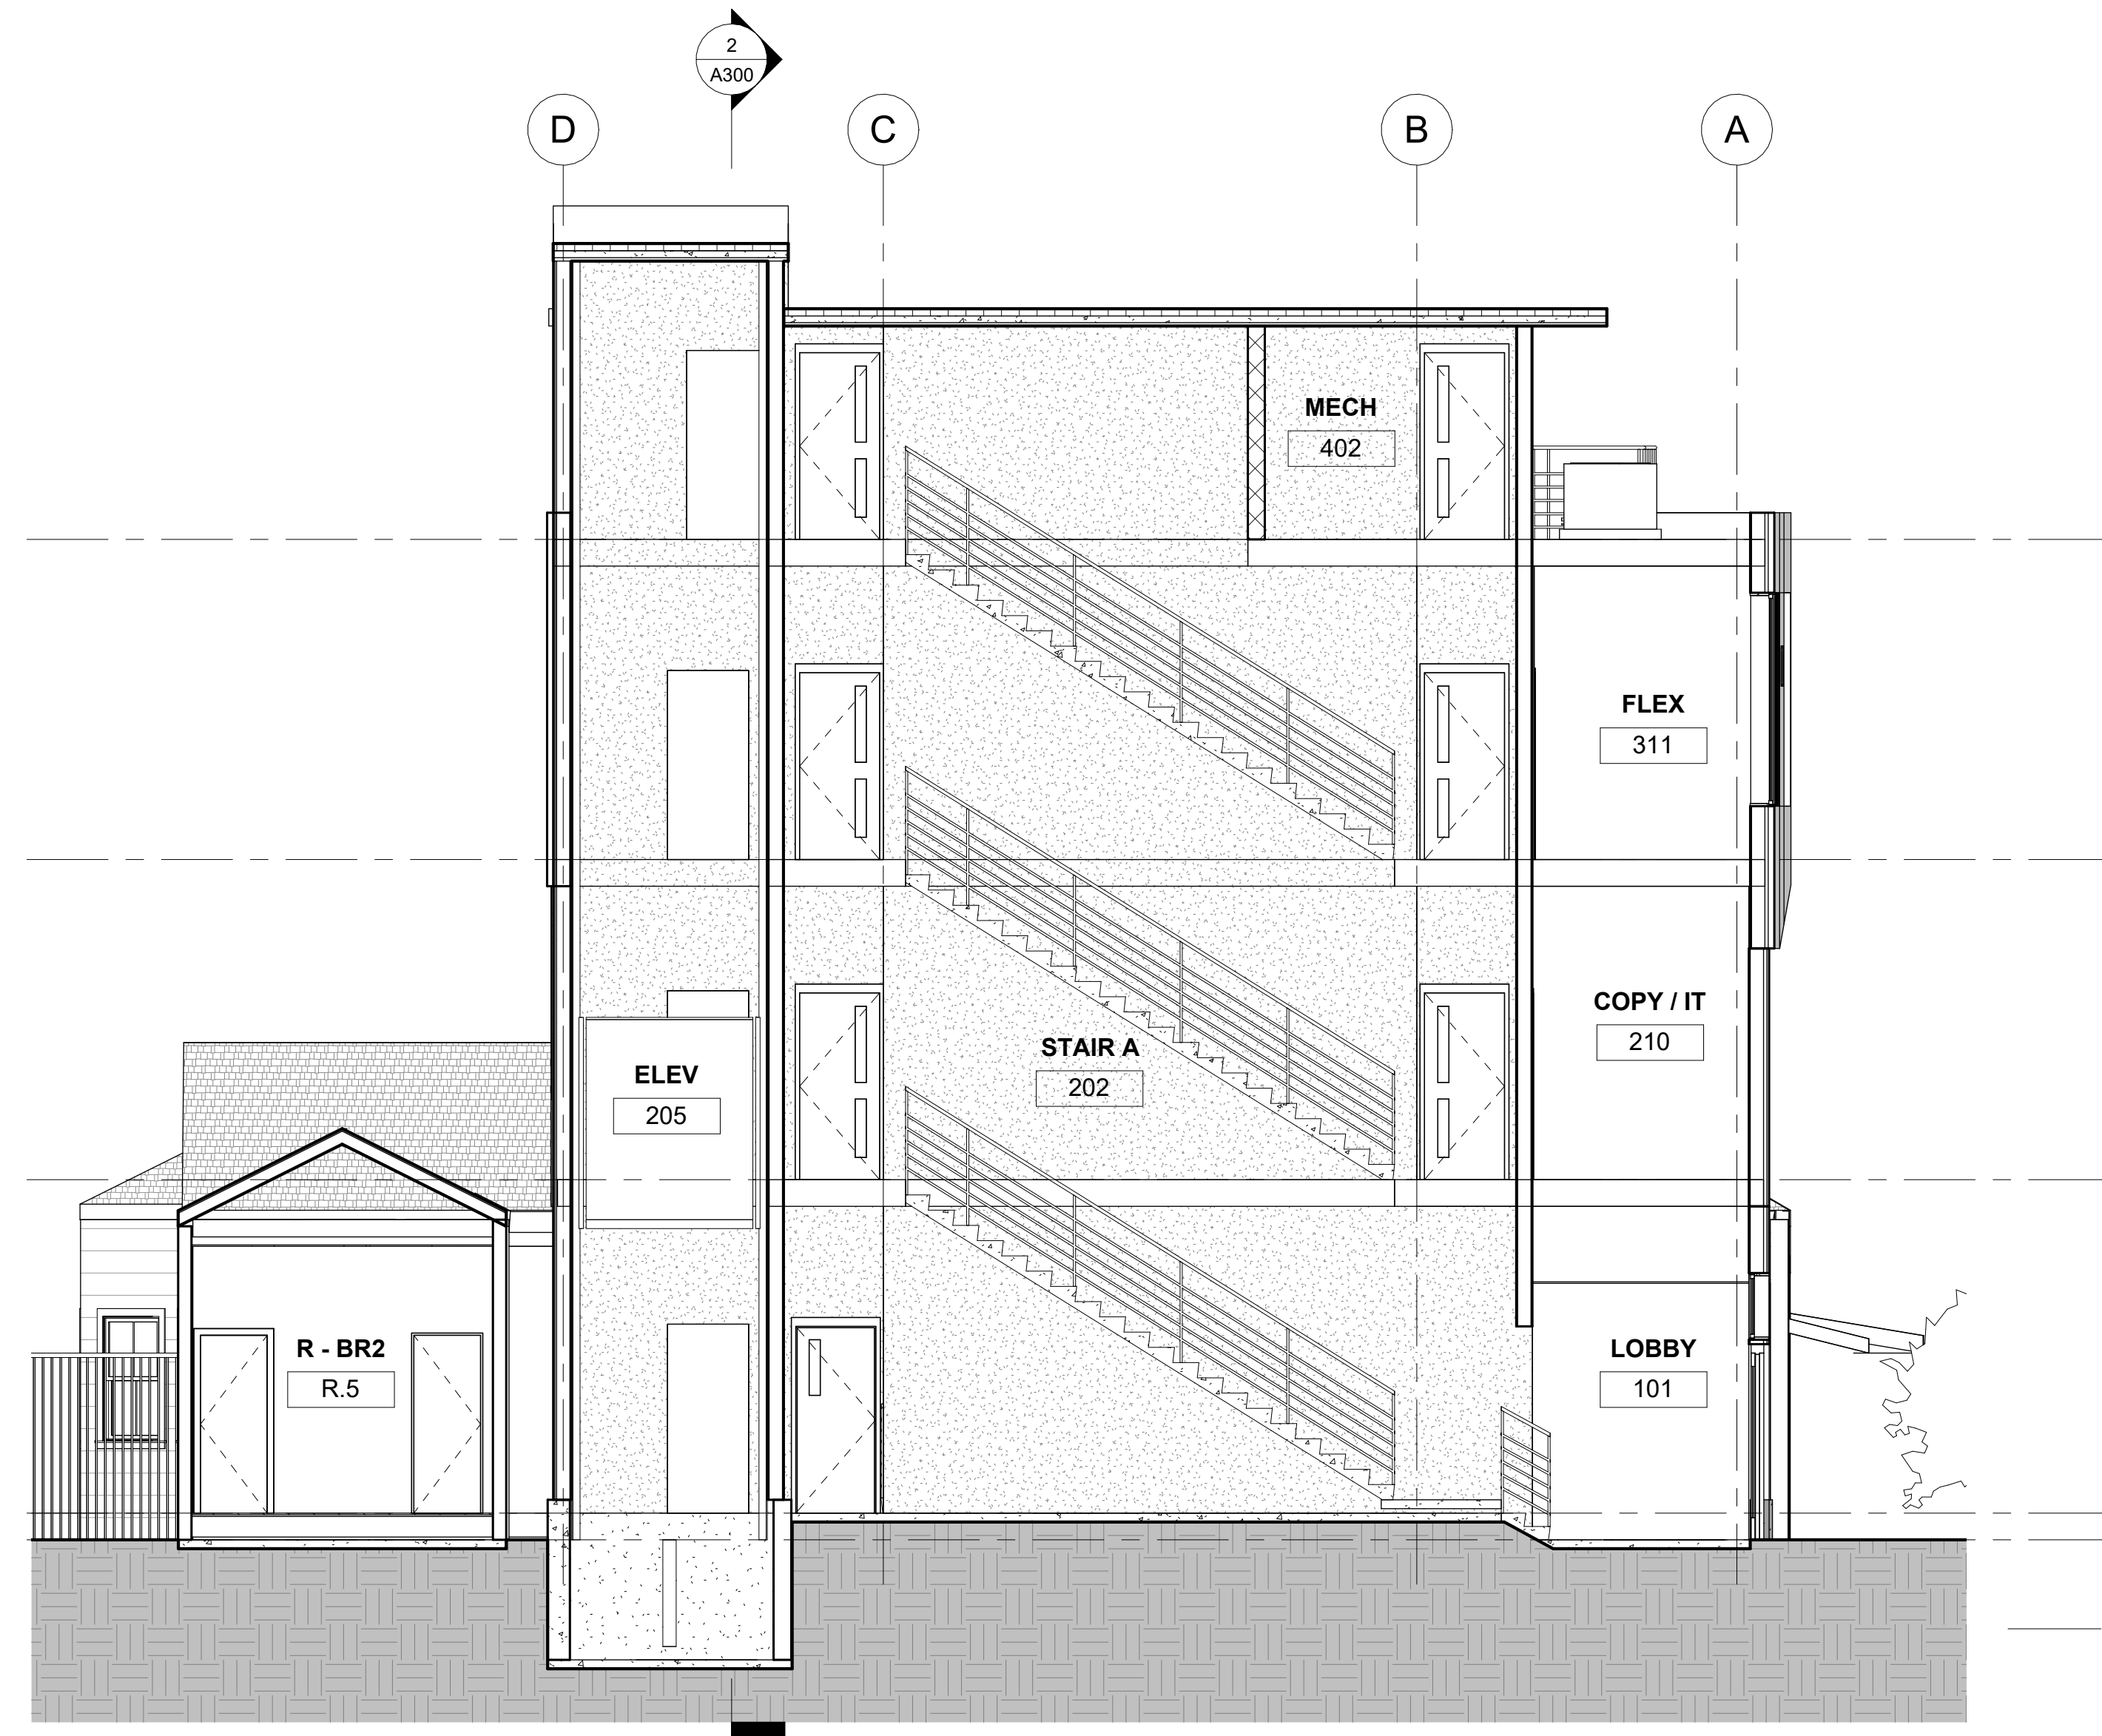 2
A300
D
C
B
A
MECH
402
FLEX
311
COPY / IT
210
STAIR A
202
ELEV
205
R - BR2
R.5
LOBBY
101